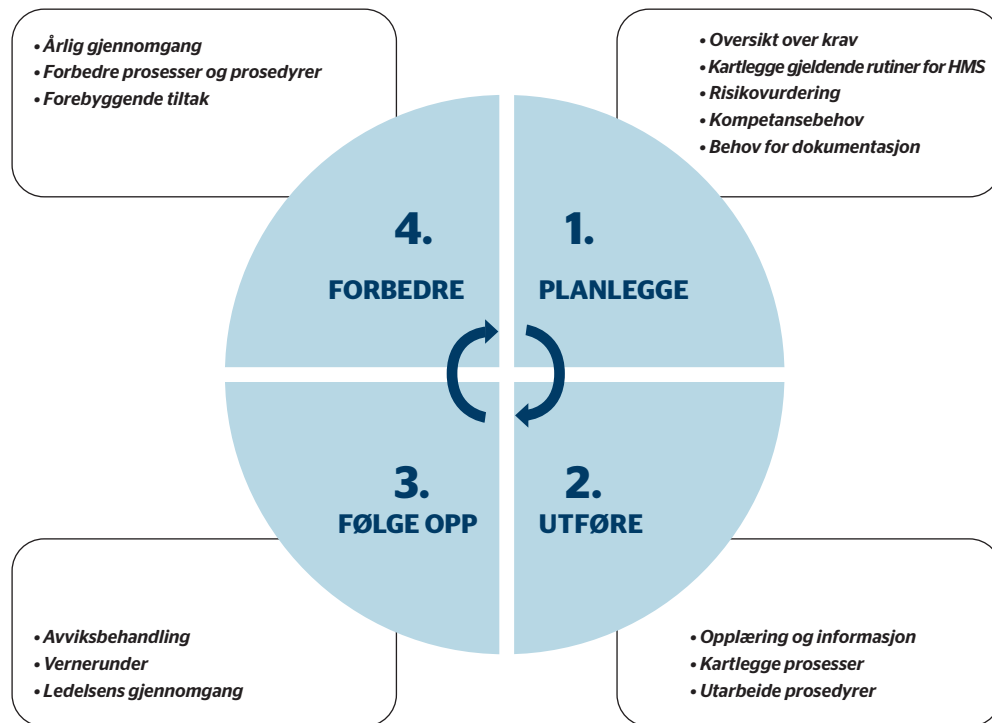 • Årlig gjennomgang
• Forbedre prosesser og prosedyrer
• Forebyggende tiltak
• Oversikt over krav
• Kartlegge gjeldende rutiner for HMS
• Risikovurdering
• Kompetansebehov
• Behov for dokumentasjon
4.
FORBEDRE
1.
PLANLEGGE
3.
FØLGE OPP
2.
UTFØRE
• Avviksbehandling
• Vernerunder
• Ledelsens gjennomgang
• Opplæring og informasjon
• Kartlegge prosesser
• Utarbeide prosedyrer